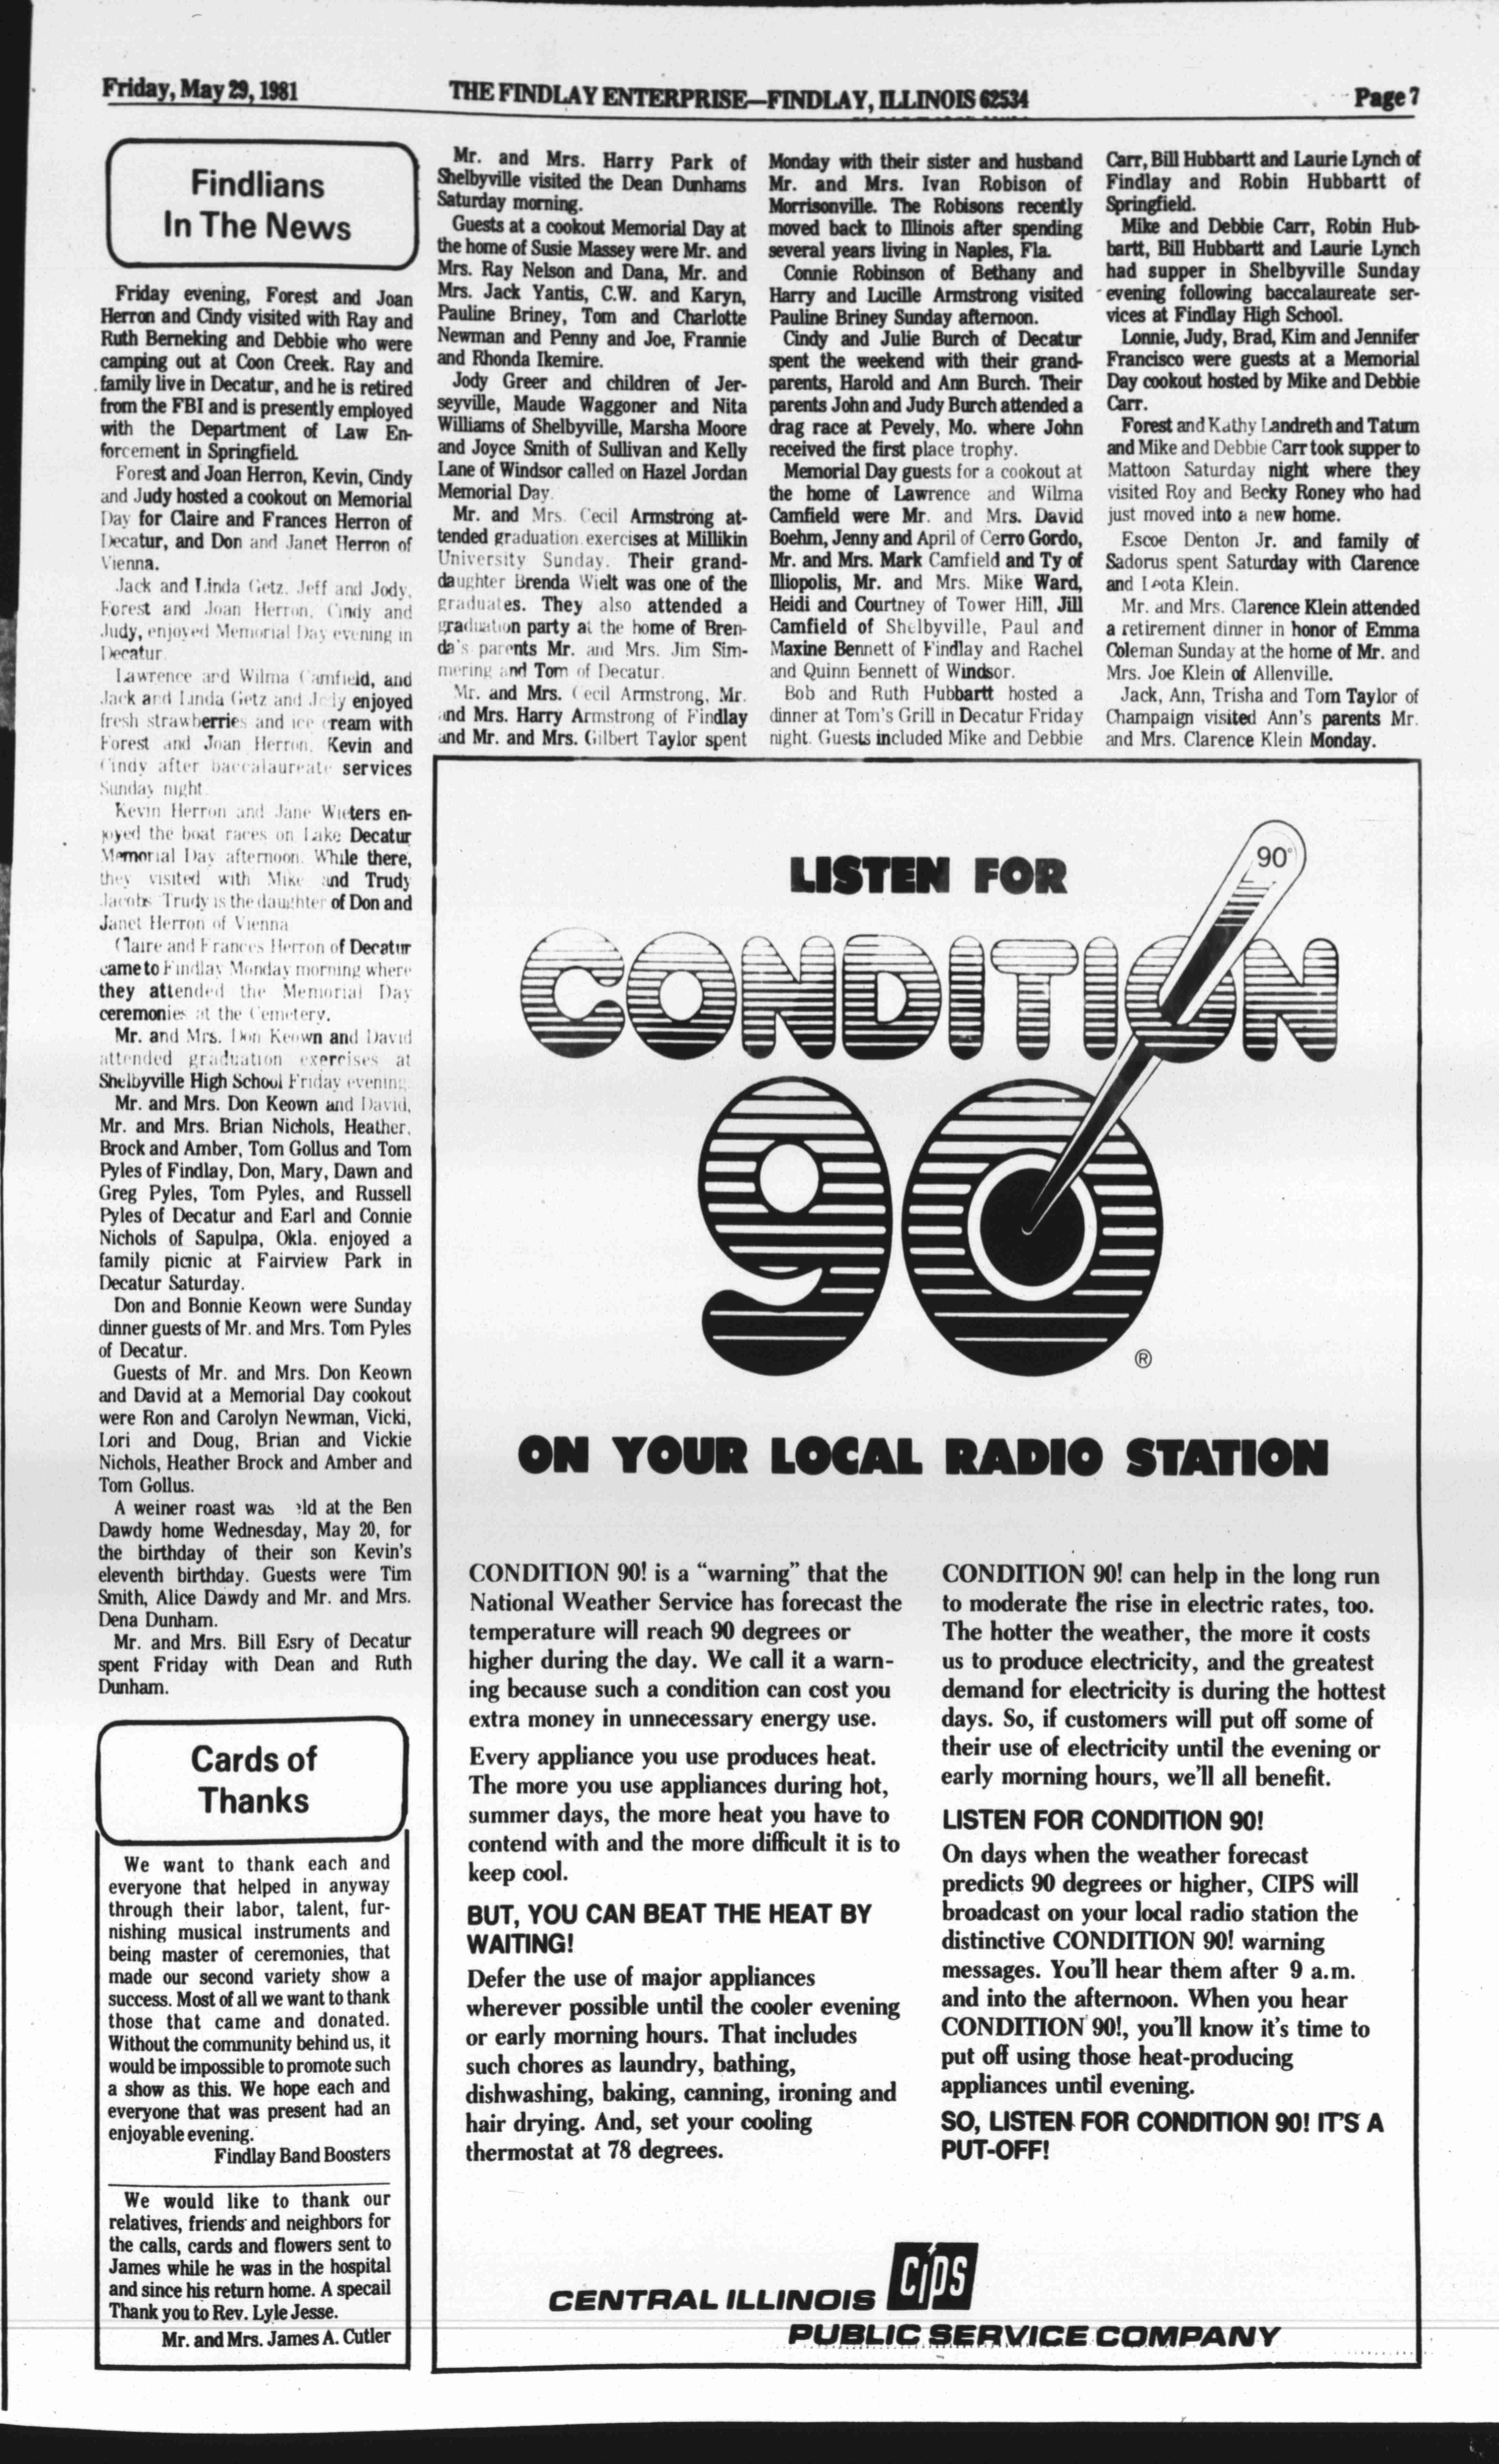 Friday, May 29, 1981
THE FINDLAY ENTERPRISE—FINDLAY, ILLINOIS 62534
Page 7
Findlians
In The News
Friday evening, Forest and Joan
Herron and Cindy visited with Ray and
Ruth Berneking and Debbie who were
camping out at Coon Creek. Ray and
family live in Decatur, and he is retired
from the FBI and is presently employed
with the Department of Law En-
forcement in Springfield.
Forest and Joan Herron, Kevin, Cindy
and Judy hosted a cookout on Memorial
Day for Claire and Frances Herron of
Decatur, and Don and Janet Herron of
Vienna.
Jack and Linda Getz, Jeff and Jody,
Forest and Joan Herron, Cindy and
Judy, enjoyed Memorial Day evening in
Decatur.
Lawrence and Wilma Camfield, and
Jack and Linda Getz and Jody enjoyed
fresh strawberries and ice cream with
Forest and Joan Herron, Kevin and
Cindy after baccalaureate services
Sunday night.
Kevin Herron and Jane Wieters en-
joyed the boat races on Lake Decatur
Memorial Day afternoon. While there,
they visited with Mike and Trudy
Jacobs. Trudy is the daughter of Don and
Janet Herron of Vienna.
Claire and Frances Herron of Decatur
came to Findlay Monday morning where
they attended the Memorial Day
ceremonies at the Cemetery.
Mr. and Mrs. Don Keown and David
attended graduation exercises at
Shelbyville High School Friday evening.
Mr. and Mrs. Don Keown and David,
Mr. and Mrs. Brian Nichols, Heather,
Brock and Amber, Tom Gollus and Tom
Pyles of Findlay, Don, Mary, Dawn and
Greg Pyles, Tom Pyles, and Russell
Pyles of Decatur and Earl and Connie
Nichols of Sapulpa, Okla. enjoyed a
family picnic at Fairview Park in
Decatur Saturday.
Don and Bonnie Keown were Sunday
dinner guests of Mr. and Mrs. Tom Pyles
of Decatur.
Guests of Mr. and Mrs. Don Keown
and David at a Memorial Day cookout
were Ron and Carolyn Newman, Vicki,
Lori and Doug, Brian and Vickie
Nichols, Heather Brock and Amber and
Tom Gollus.
A weiner roast was at the Ben
Dawdy home Wednesday, May 20, for
the birthday of their son Kevin's
eleventh birthday. Guests were Tim
Smith, Alice Dawdy and Mr. and Mrs.
Dena Dunham.
Mr. and Mrs. Bill Esry of Decatur
spent Friday with Dean and Ruth
Dunham.
Cards of
Thanks
We want to thank each and
everyone that helped in anyway
through their labor, talent, fur-
nishing musical instruments and
being master of ceremonies, that
made our second variety show a
success. Most of all we want to thank
those that came and donated.
Without the community behind us, it
would be impossible to promote such
a show as this. We hope each and
everyone that was present had an
enjoyable evening.
Findlay Band Boosters
We would like to thank our
relatives, friends and neighbors for
the calls, cards and flowers sent to
James while he was in the hospital
and since his return home. A specail
Thank you to Rev. Lyle Jesse.
Mr. and Mrs. James A. Cutler
Mr. and Mrs. Harry Park of
Shelbyville visited the Dean Dunhams
Saturday morning.
Guests at a cookout Memorial Day at
the home of Susie Massey were Mr. and
Mrs. Ray Nelson and Dana, Mr. and
Mrs. Jack Yantis, C.W. and Karyn,
Pauline Briney, Tom and Charlotte
Newman and Penny and Joe, Frannie
and Rhonda Ikemire.
Jody Greer and children of Jer-
seyville, Maude Waggoner and Nita
Williams of Shelbyville, Marsha Moore
and Joyce Smith of Sullivan and Kelly
Lane of Windsor called on Hazel Jordan
Memorial Day.
Mr. and Mrs. Cecil Armstrong at-
tended graduation exercises at Millikin
University Sunday. Their grand-
daughter Brenda Wielt was one of the
graduates. They also attended a
graduation party at the home of Bren-
da's parents Mr. and Mrs. Jim Sim-
mering and Tom of Decatur.
Mr. and Mrs. Cecil Armstrong, Mr.
and Mrs. Harry Armstrong of Findlay
and Mr. and Mrs. Gilbert Taylor spent
Monday with their sister and husband
Mr. and Mrs. Ivan Robison of
Morrisonville. The Robisons recently
moved back to Illinois after spending
several years living in Naples, Fla.
Connie Robinson of Bethany and
Harry and Lucille Armstrong visited
Pauline Briney Sunday afternoon.
Cindy and Julie Burch of Decatur
spent the weekend with their grand-
parents, Harold and Ann Burch. Their
parents John and Judy Burch attended a
drag race at Pevely, Mo. where John
received the first place trophy.
Memorial Day guests for a cookout at
the home of Lawrence and Wilma
Camfield were Mr. and Mrs. David
Boehm, Jenny and April of Cerro Gordo,
Mr. and Mrs. Mark Camfield and Ty of
Illiopolis, Mr. and Mrs. Mike Ward,
Heidi and Courtney of Tower Hill, Jill
Camfield of Shelbyville, Paul and
Maxine Bennett of Findlay and Rachel
and Quinn Bennett of Windsor.
Bob and Ruth Hubbartt hosted a
dinner at Tom's Grill in Decatur Friday
night. Guests included Mike and Debbie
Carr, Bill Hubbartt and Laurie Lynch of
Findlay and Robin Hubbartt of
Springfield.
Mike and Debbie Carr, Robin Hub-
bartt, Bill Hubbartt and Laurie Lynch
had supper in Shelbyville Sunday
evening following baccalaureate ser-
vices at Findlay High School.
Lonnie, Judy, Brad, Kim and Jennifer
Francisco were guests at a Memorial
Day cookout hosted by Mike and Debbie
Carr.
Forest and Kathy Landreth and Tatum
and Mike and Debbie Carr took supper to
Mattoon Saturday night where they
visited Roy and Becky Roney who had
just moved into a new home.
Escoe Denton Jr. and family of
Sadorus spent Saturday with Clarence
and Leota Klein.
Mr. and Mrs. Clarence Klein attended
a retirement dinner in honor of Emma
Coleman Sunday at the home of Mr. and
Mrs. Joe Klein of Allenville.
Jack, Ann, Trisha and Tom Taylor of
Champaign visited Ann's parents Mr.
and Mrs. Clarence Klein Monday.
90°
LISTEN FOR
CONDITION
90
®
ON YOUR LOCAL RADIO STATION
CONDITION 90! is a "warning" that the
National Weather Service has forecast the
temperature will reach 90 degrees or
higher during the day. We call it a warn-
ing because such a condition can cost you
extra money in unnecessary energy use.
Every appliance you use produces heat.
The more you use appliances during hot,
summer days, the more heat you have to
contend with and the more difficult it is to
keep cool.
BUT, YOU CAN BEAT THE HEAT BY
WAITING!
Defer the use of major appliances
wherever possible until the cooler evening
or early morning hours. That includes
such chores as laundry, bathing,
dishwashing, baking, canning, ironing and
hair drying. And, set your cooling
thermostat at 78 degrees.
CONDITION 90! can help in the long run
to moderate the rise in electric rates, too.
The hotter the weather, the more it costs
us to produce electricity, and the greatest
demand for electricity is during the hottest
days. So, if customers will put off some of
their use of electricity until the evening or
early morning hours, we'll all benefit.
LISTEN FOR CONDITION 90!
On days when the weather forecast
predicts 90 degrees or higher, CIPS will
broadcast on your local radio station the
distinctive CONDITION 90! warning
messages. You'll hear them after 9 a.m.
and into the afternoon. When you hear
CONDITION 90!, you'll know it's time to
put off using those heat-producing
appliances until evening.
SO, LISTEN FOR CONDITION 90! IT'S A
PUT-OFF!
CENTRAL ILLINOIS
CIPS
PUBLIC SERVICE COMPANY